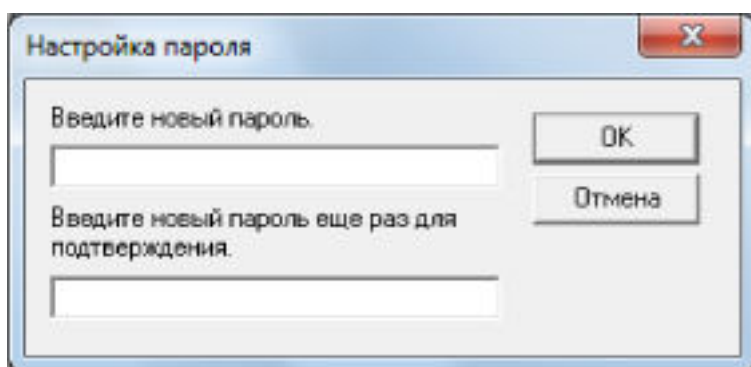 Настройка пароля
Введите новый пароль.
OK
Отмена
Введите новый пароль еще раз для
подтверждения.